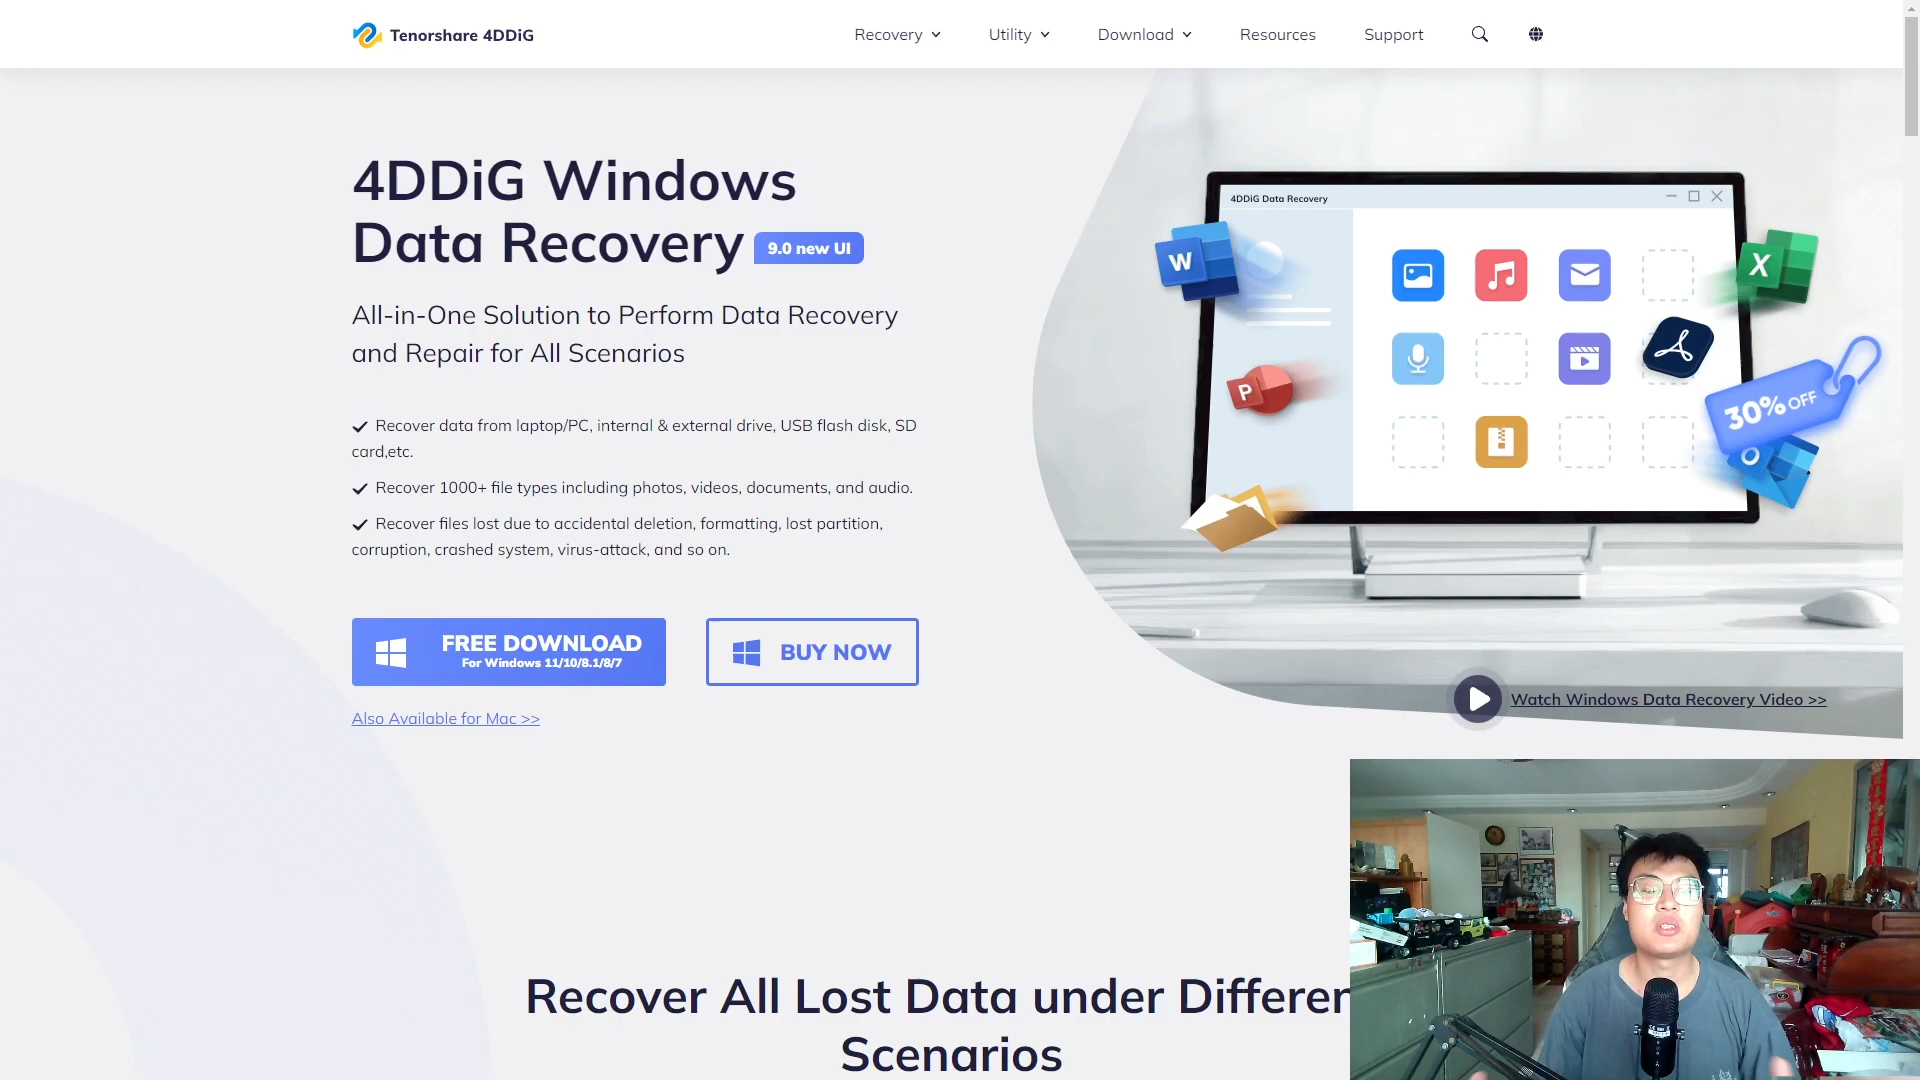 Tenorshare 4DDiG
Recovery
Utility
Download
Resources
Support
4DDiG Windows
Data Recovery 9.0 new UI
All-in-One Solution to Perform Data Recovery
and Repair for All Scenarios
Recover data from laptop/PC, internal & external drive, USB flash disk, SD
card,etc.
Recover 1000+ file types including photos, videos, documents, and audio.
Recover files lost due to accidental deletion, formatting, lost partition,
corruption, crashed system, virus-attack, and so on.
FREE DOWNLOAD
For Windows 11/10/8.1/8/7
BUY NOW
Also Available for Mac >>
4DDiG Data Recovery
W
X
P
30% OFF
O
Watch Windows Data Recovery Video >>
Recover All Lost Data under Differen
Scenarios